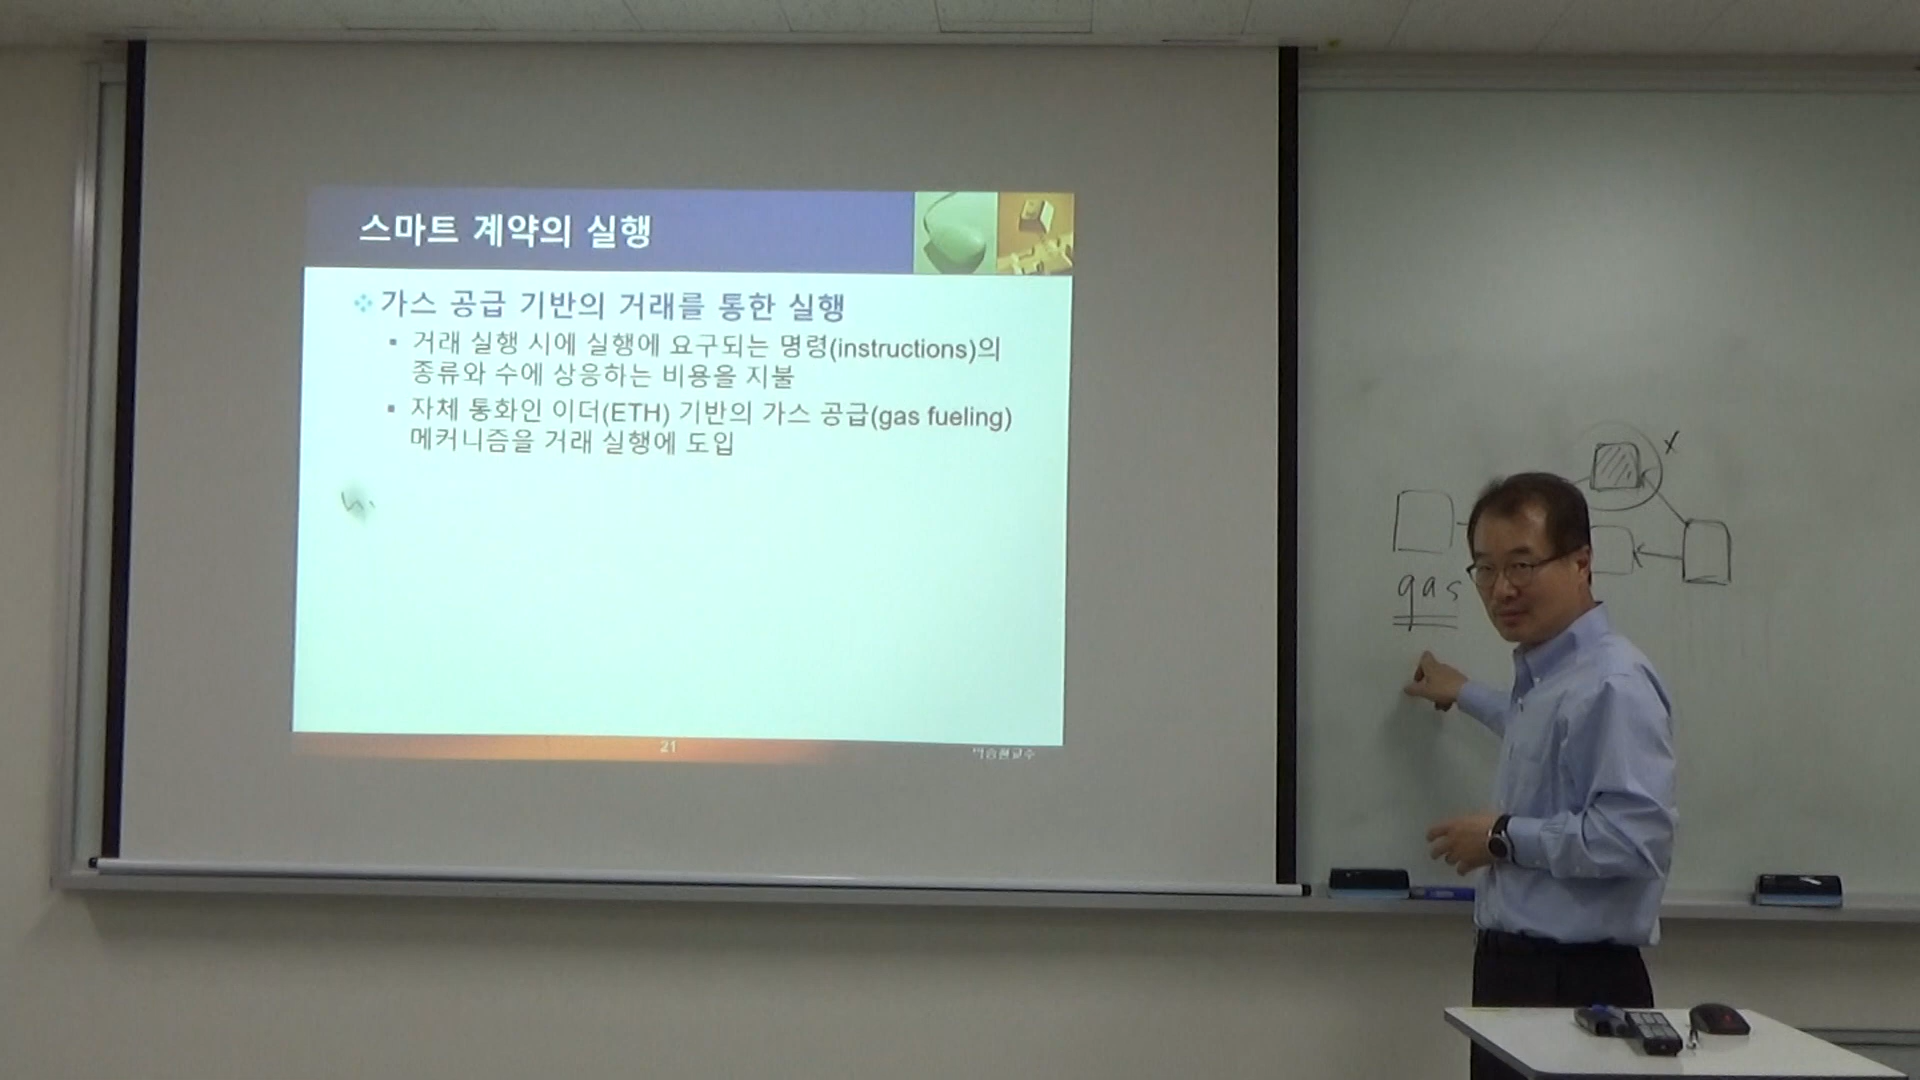 스마트 계약의 실행
가스 공급 기반의 거래를 통한 실행
거래 실행 시에 실행에 요구되는 명령(instructions)의
종류와 수에 상응하는 비용을 지불
자체 통화인 이더(ETH) 기반의 가스 공급(gas fueling)
메커니즘을 거래 실행에 도입
21
x
gas